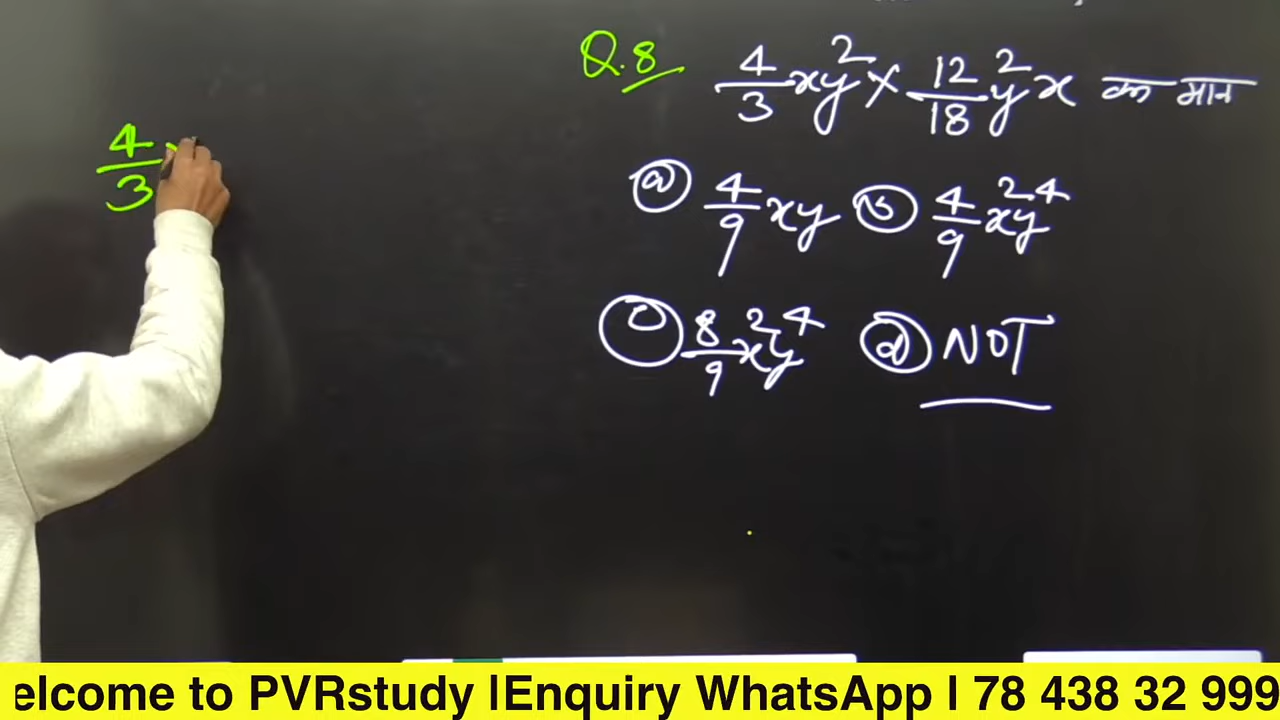 Q.8 4/3 xy² × 12/18 y²x का मान
(a) 4/9 xy (b) 4/9 x²y⁴
(c) 8/9 x²y⁴ (d) NOT
4/3
elcome to PVRstudy |Enquiry WhatsApp | 78 438 32 999